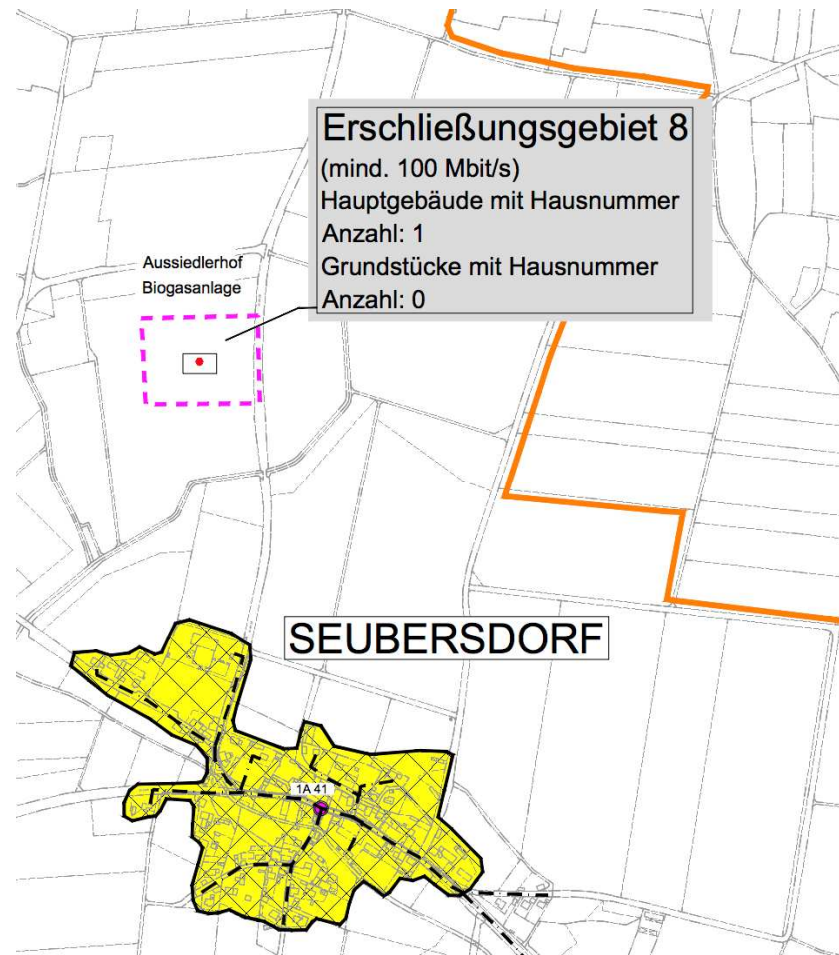 Erschließungsgebiet 8
(mind. 100 Mbit/s)
Hauptgebäude mit Hausnummer
Anzahl: 1
Grundstücke mit Hausnummer
Anzahl: 0
Aussiedlerhof
Biogasanlage
SEUBERSDORF
1A 41